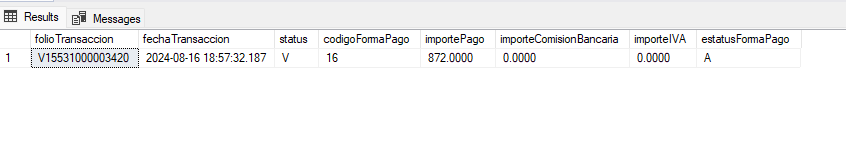 Results Messages
folioTransaccion fechaTransaccion status codigoFormaPago importePago importeComisionBancaria importeIVA estatusFormaPago
1 V15531000003420 2024-08-16 18:57:32.187 V 16 872.0000 0.0000 0.0000 A